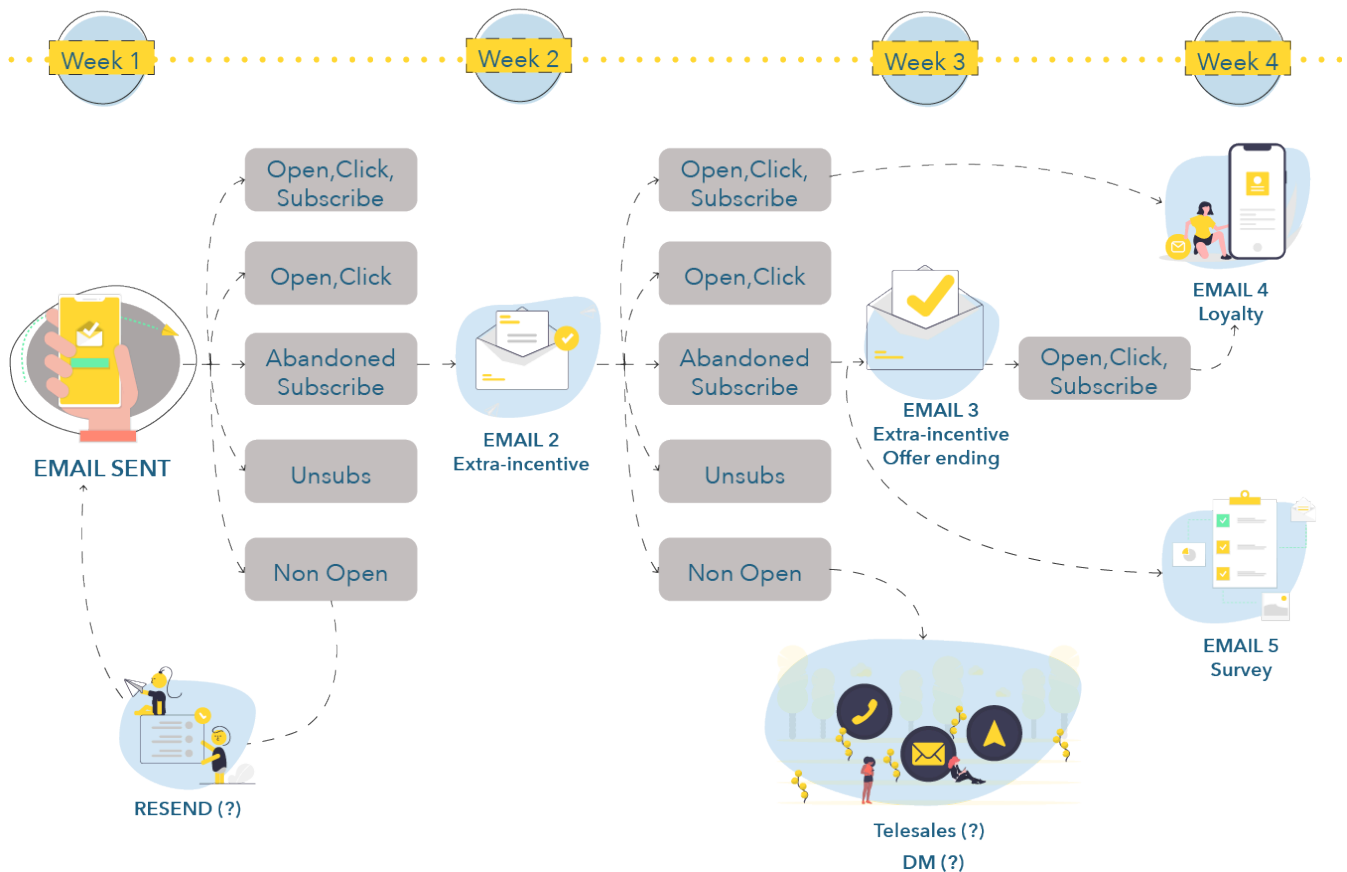 Week 1
Week 2
Week 3
Week 4
Open,Click,
Subscribe
Open,Click
Abandoned
Subscribe
Unsubs
Non Open
EMAIL SENT
RESEND (?)
EMAIL 2
Extra-incentive
Open,Click,
Subscribe
Open,Click
Abandoned
Subscribe
Unsubs
Non Open
EMAIL 3
Extra-incentive
Offer ending
Open,Click,
Subscribe
EMAIL 4
Loyalty
EMAIL 5
Survey
Telesales (?)
DM (?)